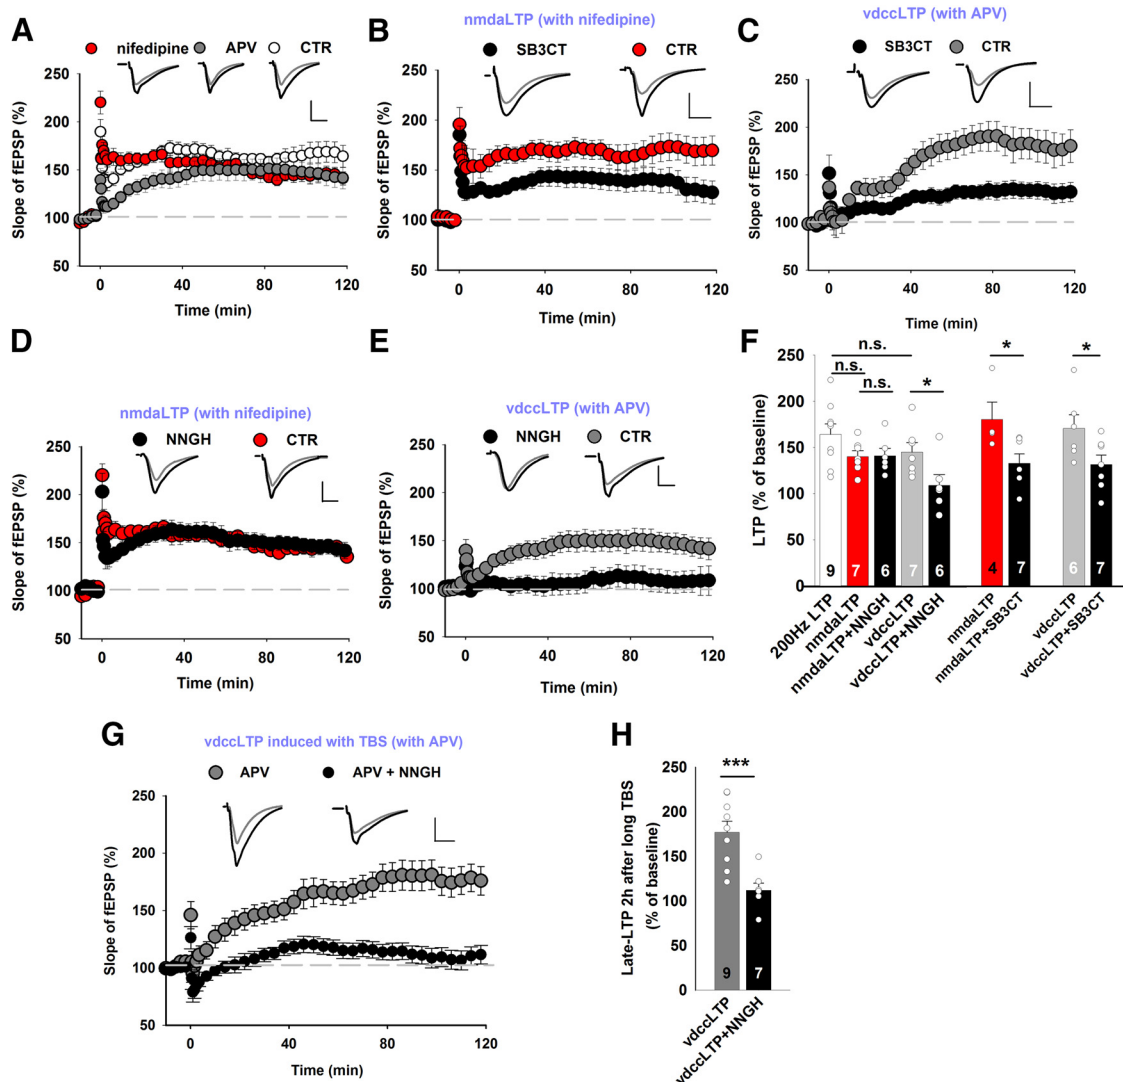 A
nifedipine APV CTR
Slope of fEPSP (%)
250
200
150
100
50
0 40 80 120
Time (min)
B
nmdaLTP (with nifedipine)
SB3CT CTR
Slope of fEPSP (%)
250
200
150
100
50
0 40 80 120
Time (min)
C
vdccLTP (with APV)
SB3CT CTR
Slope of fEPSP (%)
250
200
150
100
50
0 40 80 120
Time (min)
D
nmdaLTP (with nifedipine)
NNGH CTR
Slope of fEPSP (%)
250
200
150
100
50
0 40 80 120
Time (min)
E
vdccLTP (with APV)
NNGH CTR
Slope of fEPSP (%)
250
200
150
100
50
0 40 80 120
Time (min)
F
LTP (% of baseline)
250
200
150
100
50
0
n.s.
n.s.
n.s.
*
*
*
9 7 6 7 6 4 7 6 7
200Hz LTP
nmdaLTP
nmdaLTP+NNGH
vdccLTP
vdccLTP+NNGH
nmdaLTP
nmdaLTP+SB3CT
vdccLTP
vdccLTP+SB3CT
G
vdccLTP induced with TBS (with APV)
APV APV + NNGH
Slope of fEPSP (%)
250
200
150
100
50
0 40 80 120
Time (min)
H
Late-LTP 2h after long TBS
(% of baseline)
250
200
150
100
50
0
***
9 7
vdccLTP
vdccLTP+NNGH